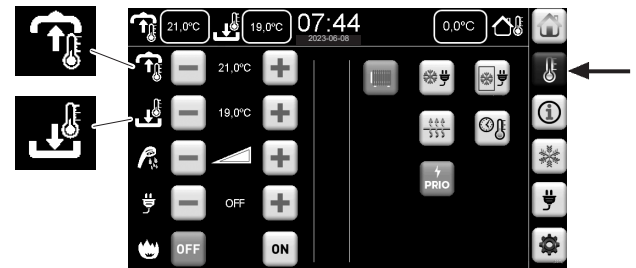 21,0°C 19,0°C 07:44 0,0°C
2023-06-08
21,0°C
19,0°C
OFF
PRIO
OFF ON